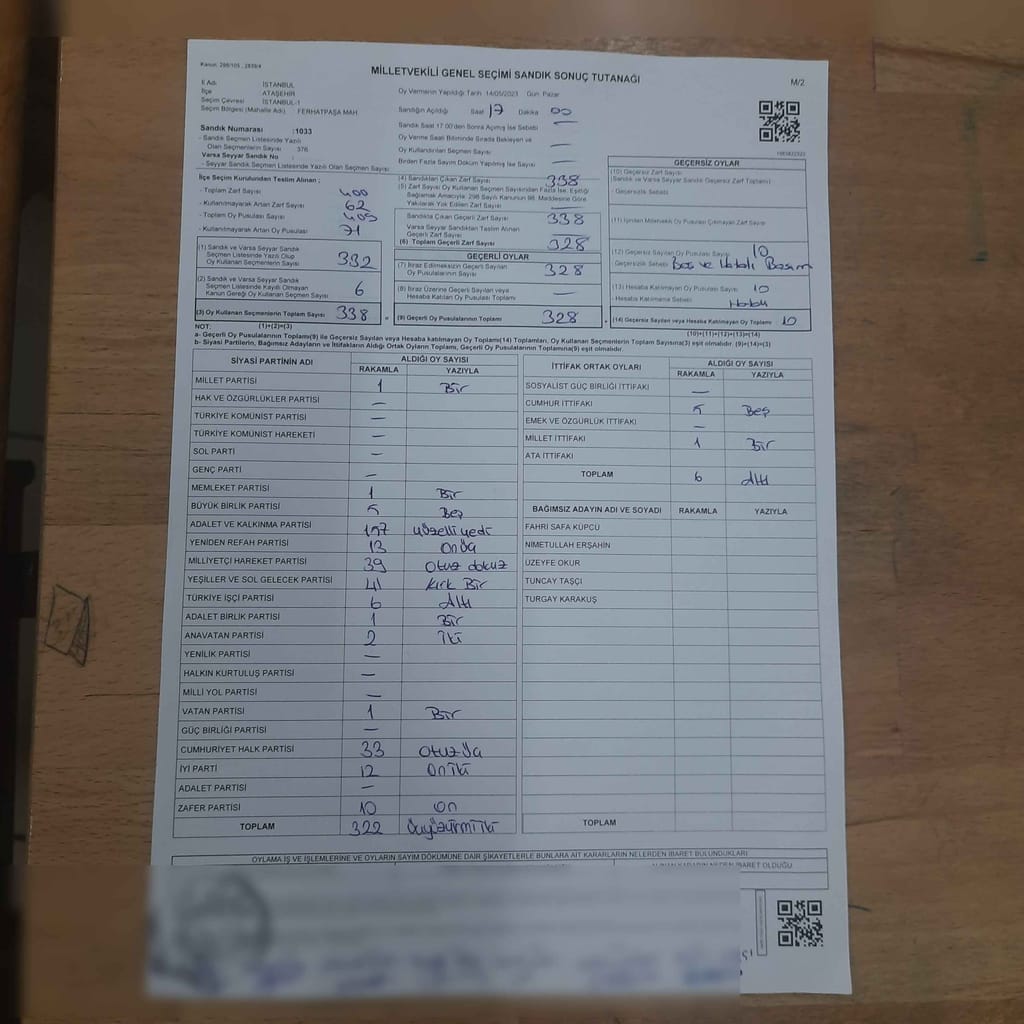 Kanun: 298/105 , 2839/4
MİLLETVEKİLİ GENEL SEÇİMİ SANDIK SONUÇ TUTANAĞI
M/2
İl Adı : İSTANBUL
İlçe : ATAŞEHİR
Seçim Çevresi : İSTANBUL-1
Seçim Bölgesi (Mahalle Adı) : FERHATPAŞA MAH.
Sandık Numarası :1033
- Sandık Seçmen Listesinde Yazılı
Olan Seçmenlerin Sayısı : 376
Varsa Seyyar Sandık No :
- Seyyar Sandık Seçmen Listesinde Yazılı Olan Seçmen Sayısı
Oy Vermenin Yapıldığı Tarih :14/05/2023 Gün :Pazar
Sandığın Açıldığı Saat 17 Dakika 00
Sandık Saat 17.00'den Sonra Açılmış İse Sebebi —
Oy Verme Saati Bitiminde Sırada Bekleyen ve
Oy Kullandırılan Seçmen Sayısı —
Birden Fazla Sayım Döküm Yapılmış İse Sayısı —
İlçe Seçim Kurulundan Teslim Alınan ;
- Toplam Zarf Sayısı 400
- Kullanılmayarak Artan Zarf Sayısı 62
- Toplam Oy Pusulası Sayısı 409
- Kullanılmayarak Artan Oy Pusulası 71
(1) Sandık ve Varsa Seyyar Sandık
Seçmen Listesinde Yazılı Olup
Oy Kullanan Seçmenlerin Sayısı 332
(2) Sandık ve Varsa Seyyar Sandık
Seçmen Listesinde Kayıtlı Olmayan
Kanun Gereği Oy Kullanan Seçmen Sayısı 6
(3) Oy Kullanan Seçmenlerin Toplam Sayısı 338
(4) Sandıktan Çıkan Zarf Sayısı 338
(5) Zarf Sayısı Oy Kullanan Seçmen Sayısından Fazla İse, Eşitliği
Sağlamak Amacıyla; 298 Sayılı Kanunun 98. Maddesine Göre
Yakılarak Yok Edilen Zarf Sayısı —
Sandıkta Çıkan Geçerli Zarf Sayısı 338
Varsa Seyyar Sandıktan Teslim Alınan
Geçerli Zarf Sayısı —
(6) Toplam Geçerli Zarf Sayısı 328
GEÇERLİ OYLAR
(7) İtiraz Edilmeksizin Geçerli Sayılan
Oy Pusulalarının Sayısı 328
(8) İtiraz Üzerine Geçerli Sayılan veya
Hesaba Katılan Oy Pusulaları Toplamı —
(9) Geçerli Oy Pusulalarının Toplamı 328
GEÇERSİZ OYLAR
(10) Geçersiz Zarf Sayısı
(Sandık ve Varsa Seyyar Sandık Geçersiz Zarf Toplamı)
- Geçersizlik Sebebi
(11) İçinden Milletvekili Oy Pusulası Çıkmayan Zarf Sayısı
(12) Geçersiz Sayılan Oy Pusulası Sayısı 10
- Geçersizlik Sebebi Boş ve Hatalı Basım
(13) Hesaba Katılmayan Oy Pusulası Sayısı 10
- Hesaba Katılmama Sebebi Hatalı
(14) Geçersiz Sayılan veya Hesaba Katılmayan Oy Toplamı 10
NOT: (1)+(2)=(3) (10)+(11)+(12)+(13)=(14)
a- Geçerli Oy Pusulalarının Toplamı(9) ile Geçersiz Sayılan veya Hesaba katılmayan Oy Toplamı(14) Toplamları, Oy Kullanan Seçmenlerin Toplam Sayısına(3) eşit olmalıdır. (9)+(14)=(3)
b- Siyasi Partilerin, Bağımsız Adayların ve İttifakların Aldığı Ortak Oyların Toplamı, Geçerli Oy Pusulalarının Toplamına(9) eşit olmalıdır.
SİYASİ PARTİNİN ADI ALDIĞI OY SAYISI
RAKAMLA YAZIYLA
MİLLET PARTİSİ 1 Bir
HAK VE ÖZGÜRLÜKLER PARTİSİ —
TÜRKİYE KOMÜNİST PARTİSİ —
TÜRKİYE KOMÜNİST HAREKETİ —
SOL PARTİ —
GENÇ PARTİ —
MEMLEKET PARTİSİ 1 Bir
BÜYÜK BİRLİK PARTİSİ 5 Beş
ADALET VE KALKINMA PARTİSİ 157 yüzelli yedi
YENİDEN REFAH PARTİSİ 13 onüç
MİLLİYETÇİ HAREKET PARTİSİ 39 otuz dokuz
YEŞİLLER VE SOL GELECEK PARTİSİ 41 kırk Bir
TÜRKİYE İŞÇİ PARTİSİ 6 Altı
ADALET BİRLİK PARTİSİ 1 Bir
ANAVATAN PARTİSİ 2 İki
YENİLİK PARTİSİ —
HALKIN KURTULUŞ PARTİSİ —
MİLLİ YOL PARTİSİ —
VATAN PARTİSİ 1 Bir
GÜÇ BİRLİĞİ PARTİSİ —
CUMHURİYET HALK PARTİSİ 33 otuzüç
İYİ PARTİ 12 oniki
ADALET PARTİSİ —
ZAFER PARTİSİ 10 on
TOPLAM 322 üçyüzyirmi iki
İTTİFAK ORTAK OYLARI ALDIĞI OY SAYISI
RAKAMLA YAZIYLA
SOSYALİST GÜÇ BİRLİĞİ İTTİFAKI —
CUMHUR İTTİFAKI 5 Beş
EMEK VE ÖZGÜRLÜK İTTİFAKI —
MİLLET İTTİFAKI 1 Bir
ATA İTTİFAKI
TOPLAM 6 Altı
BAĞIMSIZ ADAYIN ADI VE SOYADI RAKAMLA YAZIYLA
FAHRİ SAFA KÜPCÜ
NİMETULLAH ERŞAHİN
ÜZEYFE OKUR
TUNCAY TAŞÇI
TURGAY KARAKUŞ
TOPLAM
OYLAMA İŞ VE İŞLEMLERİNE VE OYLARIN SAYIM DÖKÜMÜNE DAİR ŞİKAYETLERLE BUNLARA AİT KARARLARIN NELERDEN İBARET BULUNDUKLARI